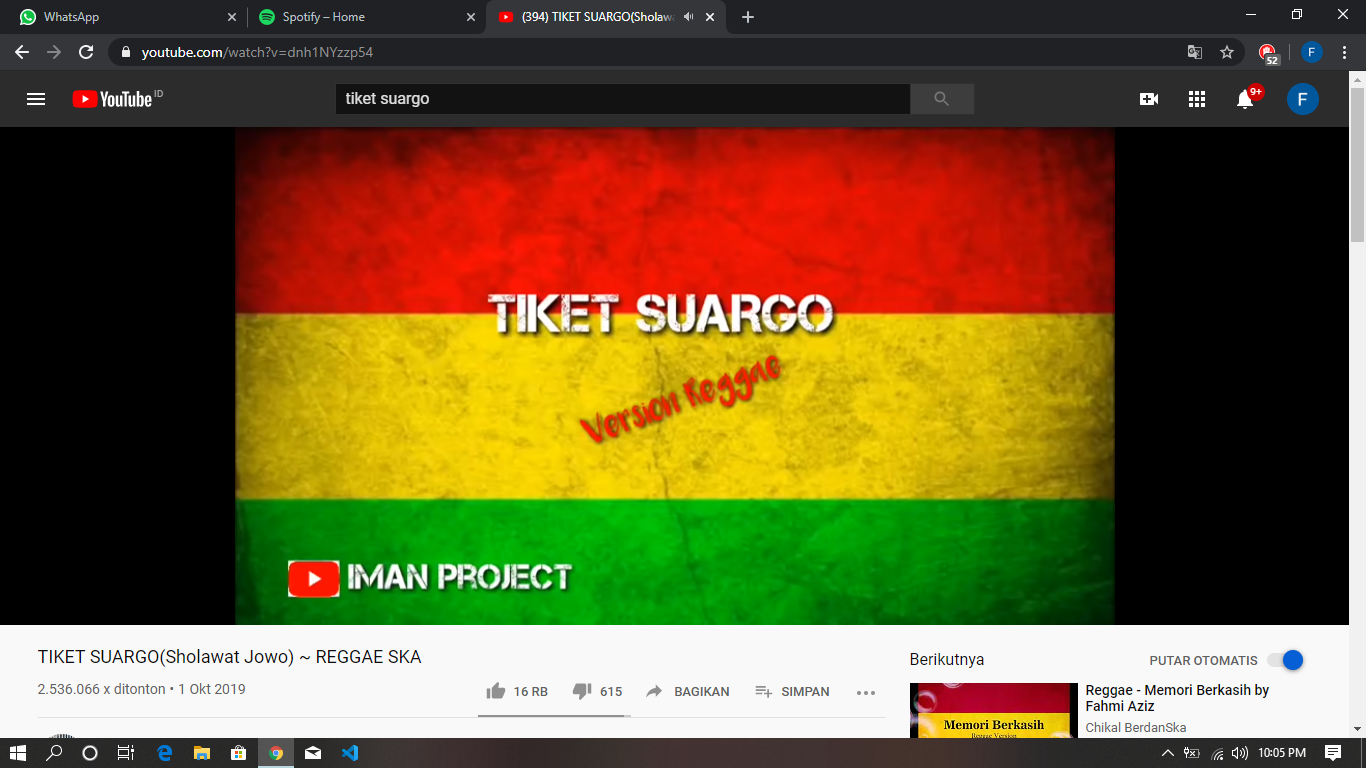 WhatsApp
Spotify – Home
(394) TIKET SUARGO(Sholawa
youtube.com/watch?v=dnh1NYzzp54
F
52
YouTube ID
tiket suargo
9+
F
TIKET SUARGO
Version Reggae
IMAN PROJECT
TIKET SUARGO(Sholawat Jowo) ~ REGGAE SKA
2.536.066 x ditonton • 1 Okt 2019
16 RB
615
BAGIKAN
SIMPAN
Berikutnya
PUTAR OTOMATIS
Memori Berkasih
Reggae Version
Reggae - Memori Berkasih by
Fahmi Aziz
Chikal BerdanSka
10:05 PM